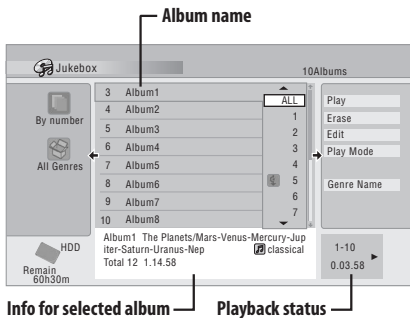 Album name
Jukebox
10Albums
By number
All Genres
3 Album1
4 Album2
5 Album3
6 Album4
7 Album5
8 Album6
9 Album7
10 Album8
ALL
1
2
3
4
5
6
7
Play
Erase
Edit
Play Mode
Genre Name
HDD
Remain
60h30m
Album1 The Planets/Mars-Venus-Mercury-Jup
iter-Saturn-Uranus-Nep classical
Total 12 1.14.58
1-10
0.03.58
Info for selected album
Playback status